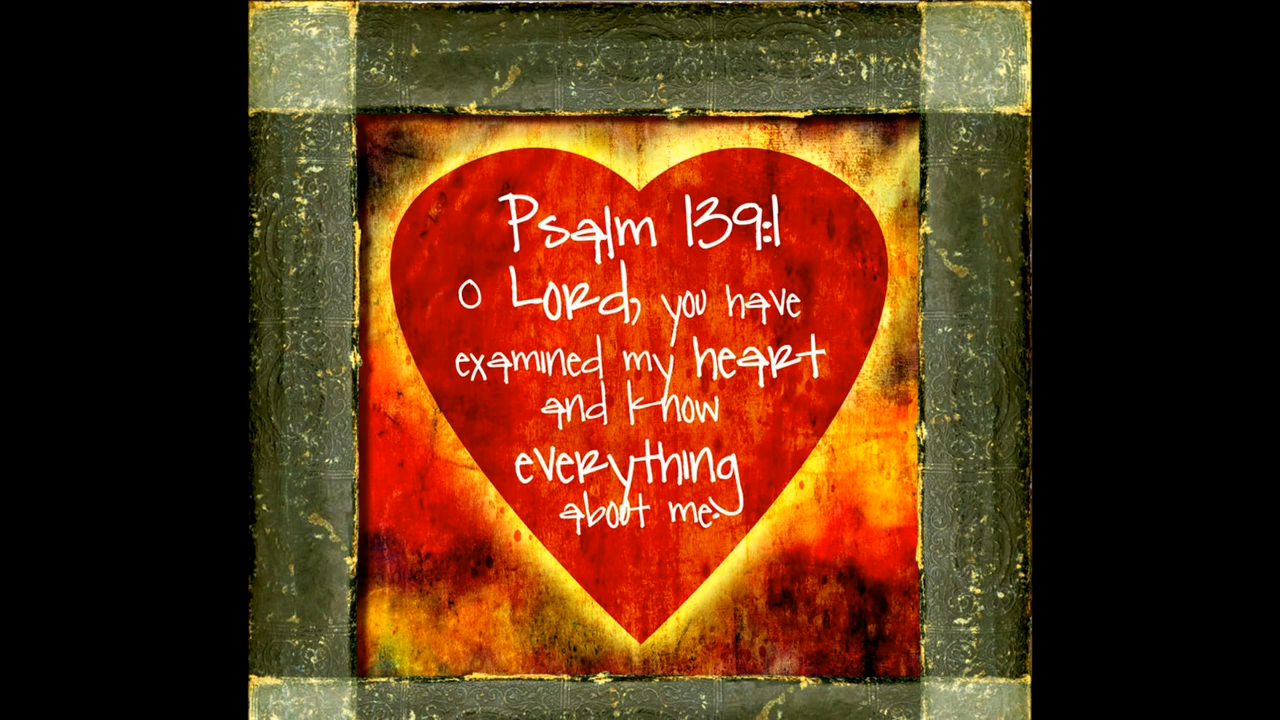 Psalm 139:1
o Lord, you have
examined my heart
and know
everything
about me.